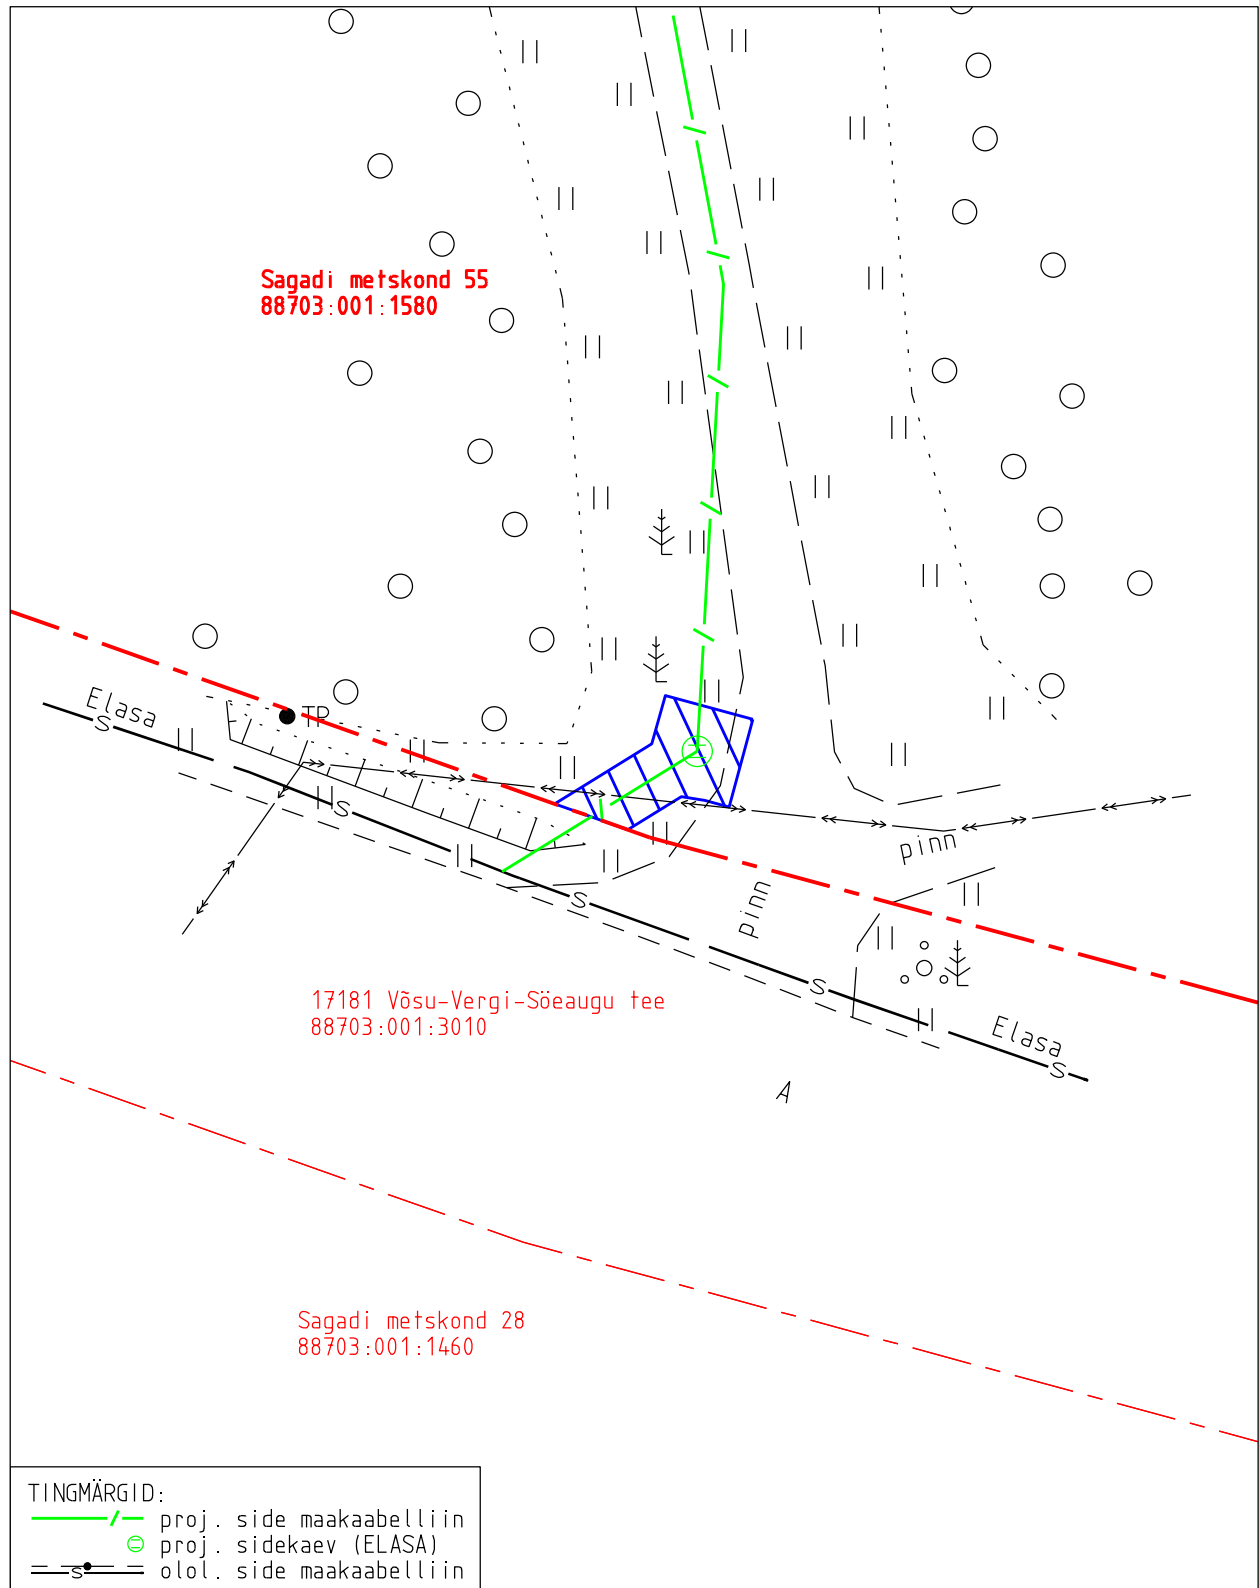 Sagadi metskond 55
88703:001:1580
Elasa
S
TP
S
pinn
S
pinn
17181 Võsu-Vergi-Söeaugu tee
88703:001:3010
S
Elasa
S
A
Sagadi metskond 28
88703:001:1460
TINGMÄRGID:
proj. side maakaabelliin
proj. sidekaev (ELASA)
S olol. side maakaabelliin